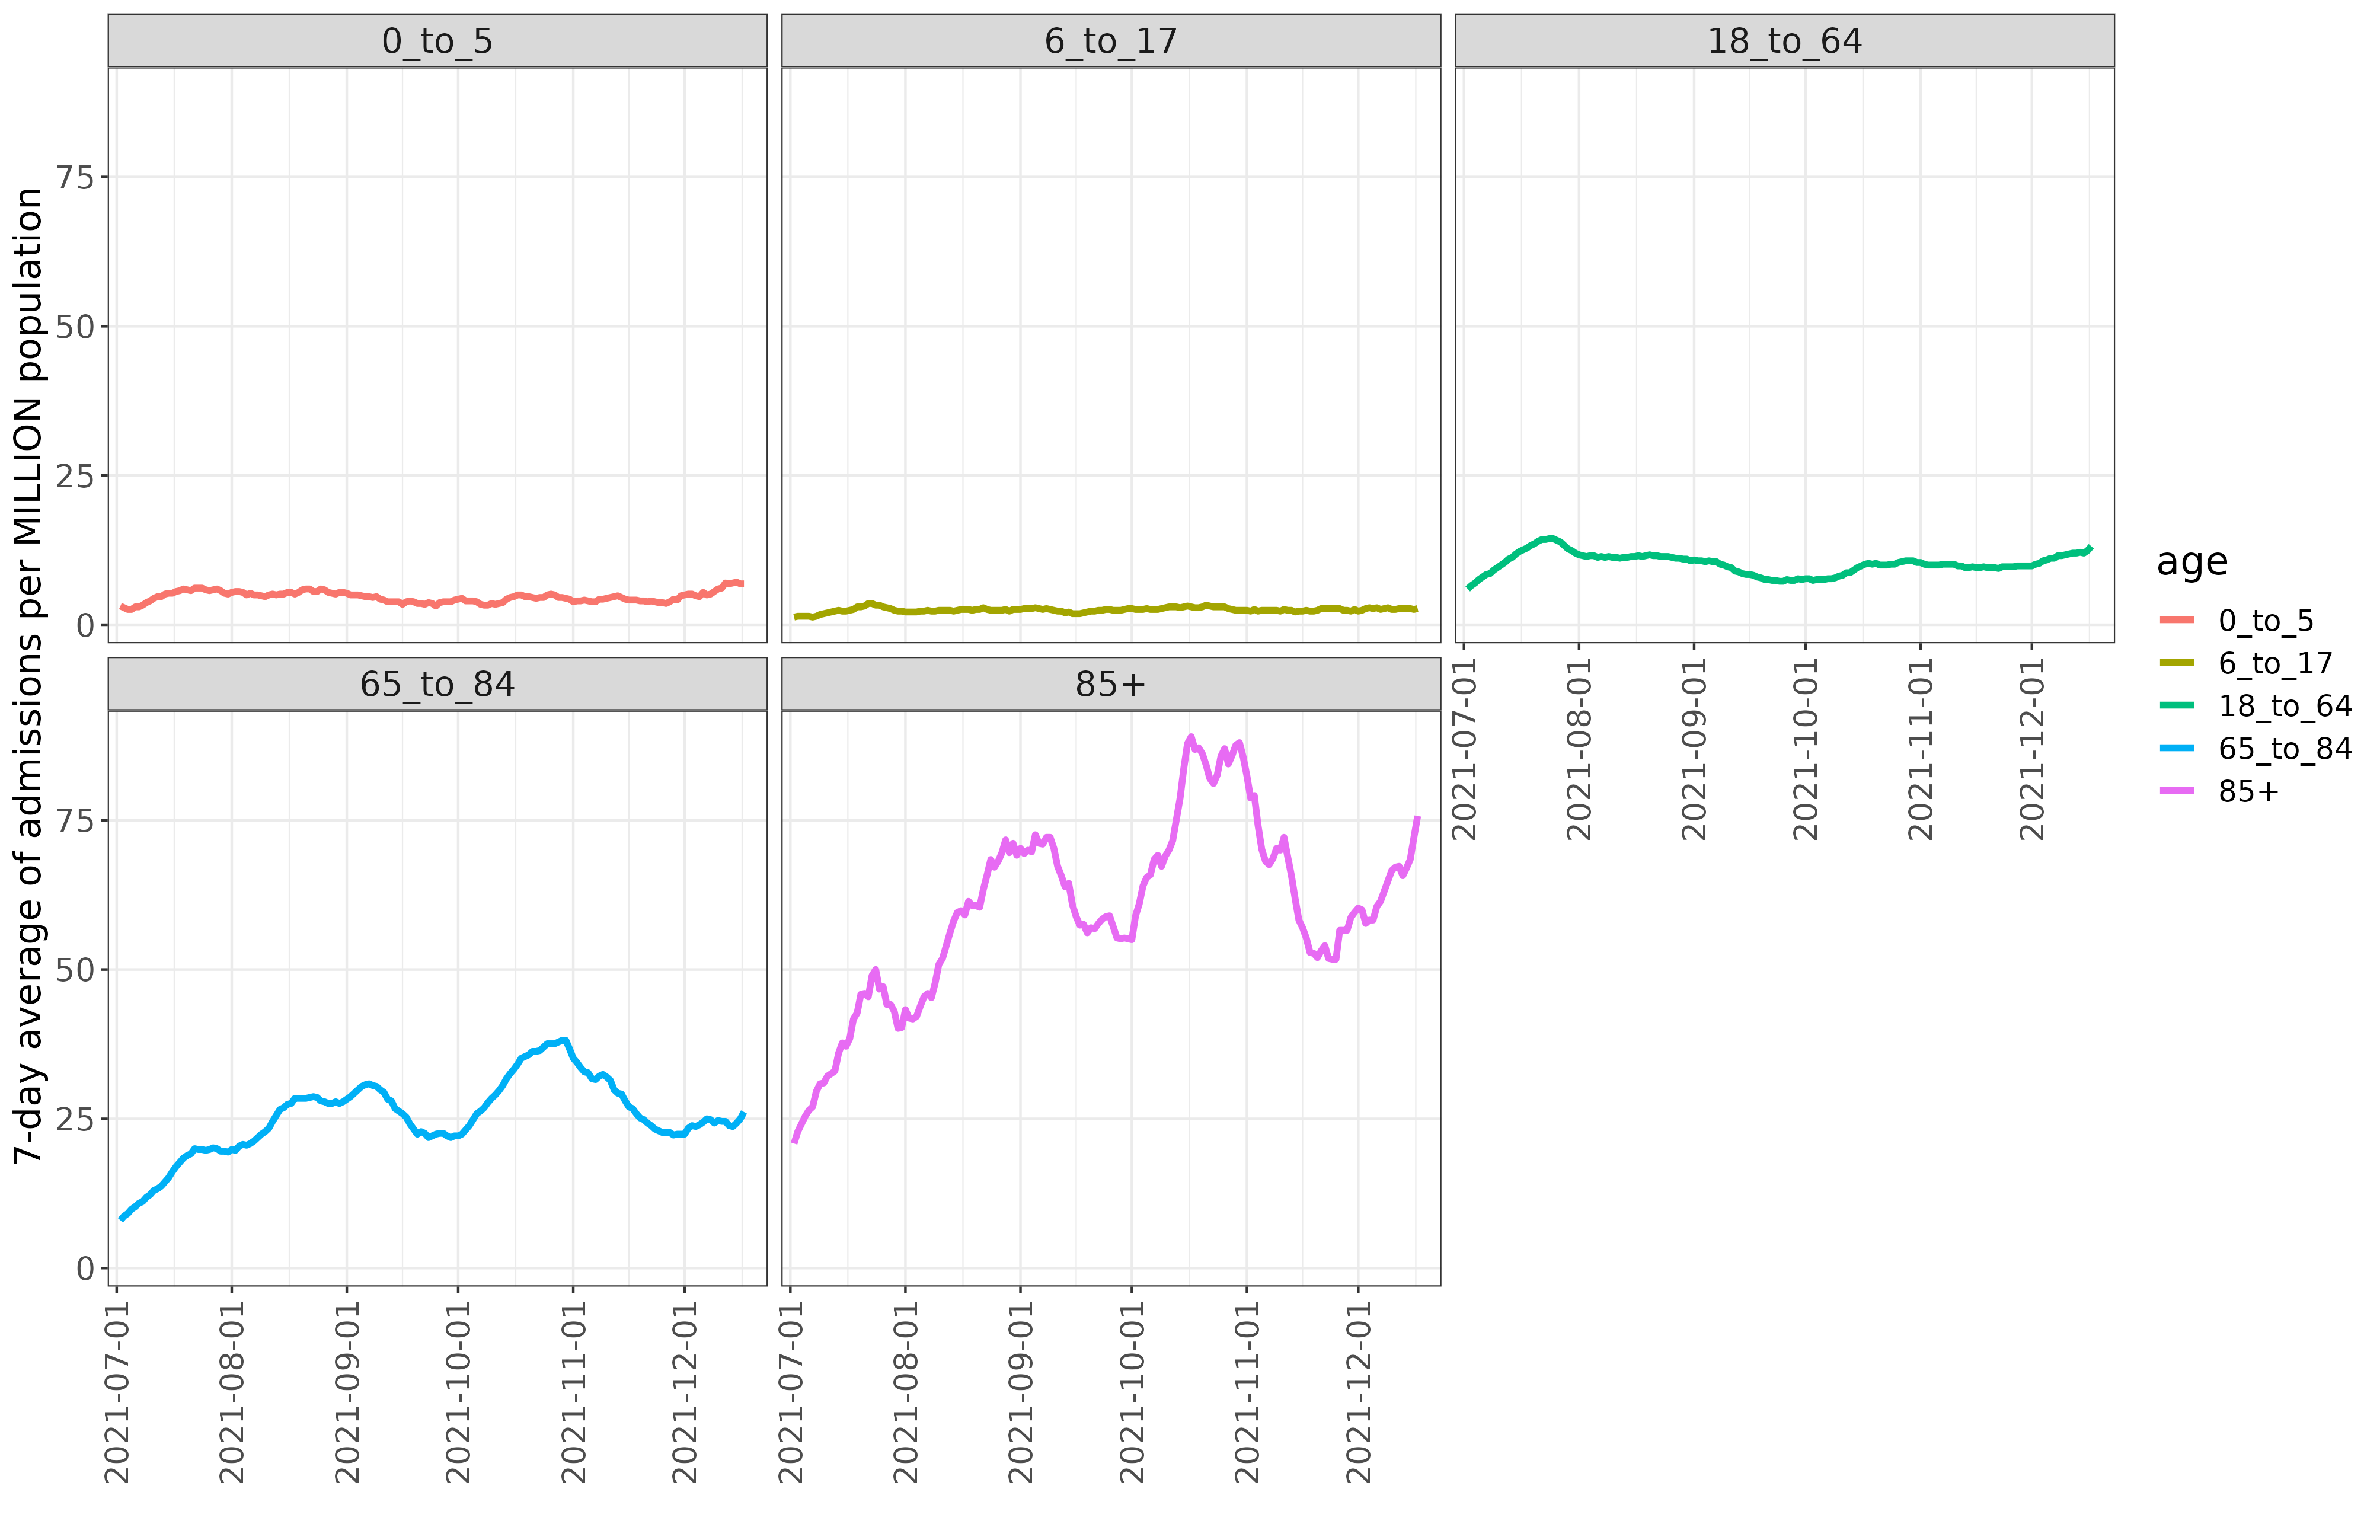 0_to_5
6_to_17
18_to_64
75
50
25
0
7-day average of admissions per MILLION population
2021-07-01
2021-08-01
2021-09-01
2021-10-01
2021-11-01
2021-12-01
age
0_to_5
6_to_17
18_to_64
65_to_84
85+
65_to_84
85+
75
50
25
0
2021-07-01
2021-08-01
2021-09-01
2021-10-01
2021-11-01
2021-12-01
2021-07-01
2021-08-01
2021-09-01
2021-10-01
2021-11-01
2021-12-01